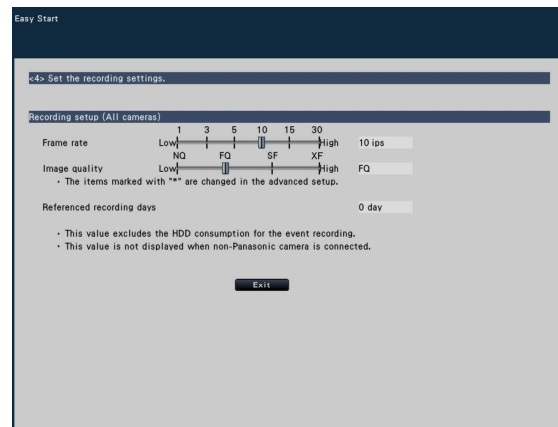 Easy Start
<4> Set the recording settings.
Recording setup (All cameras)
1 3 5 10 15 30
Frame rate Low High 10 ips
NQ FQ SF XF
Image quality Low High FQ
・The items marked with "*" are changed in the advanced setup.
Referenced recording days 0 day
・This value excludes the HDD consumption for the event recording.
・This value is not displayed when non-Panasonic camera is connected.
Exit